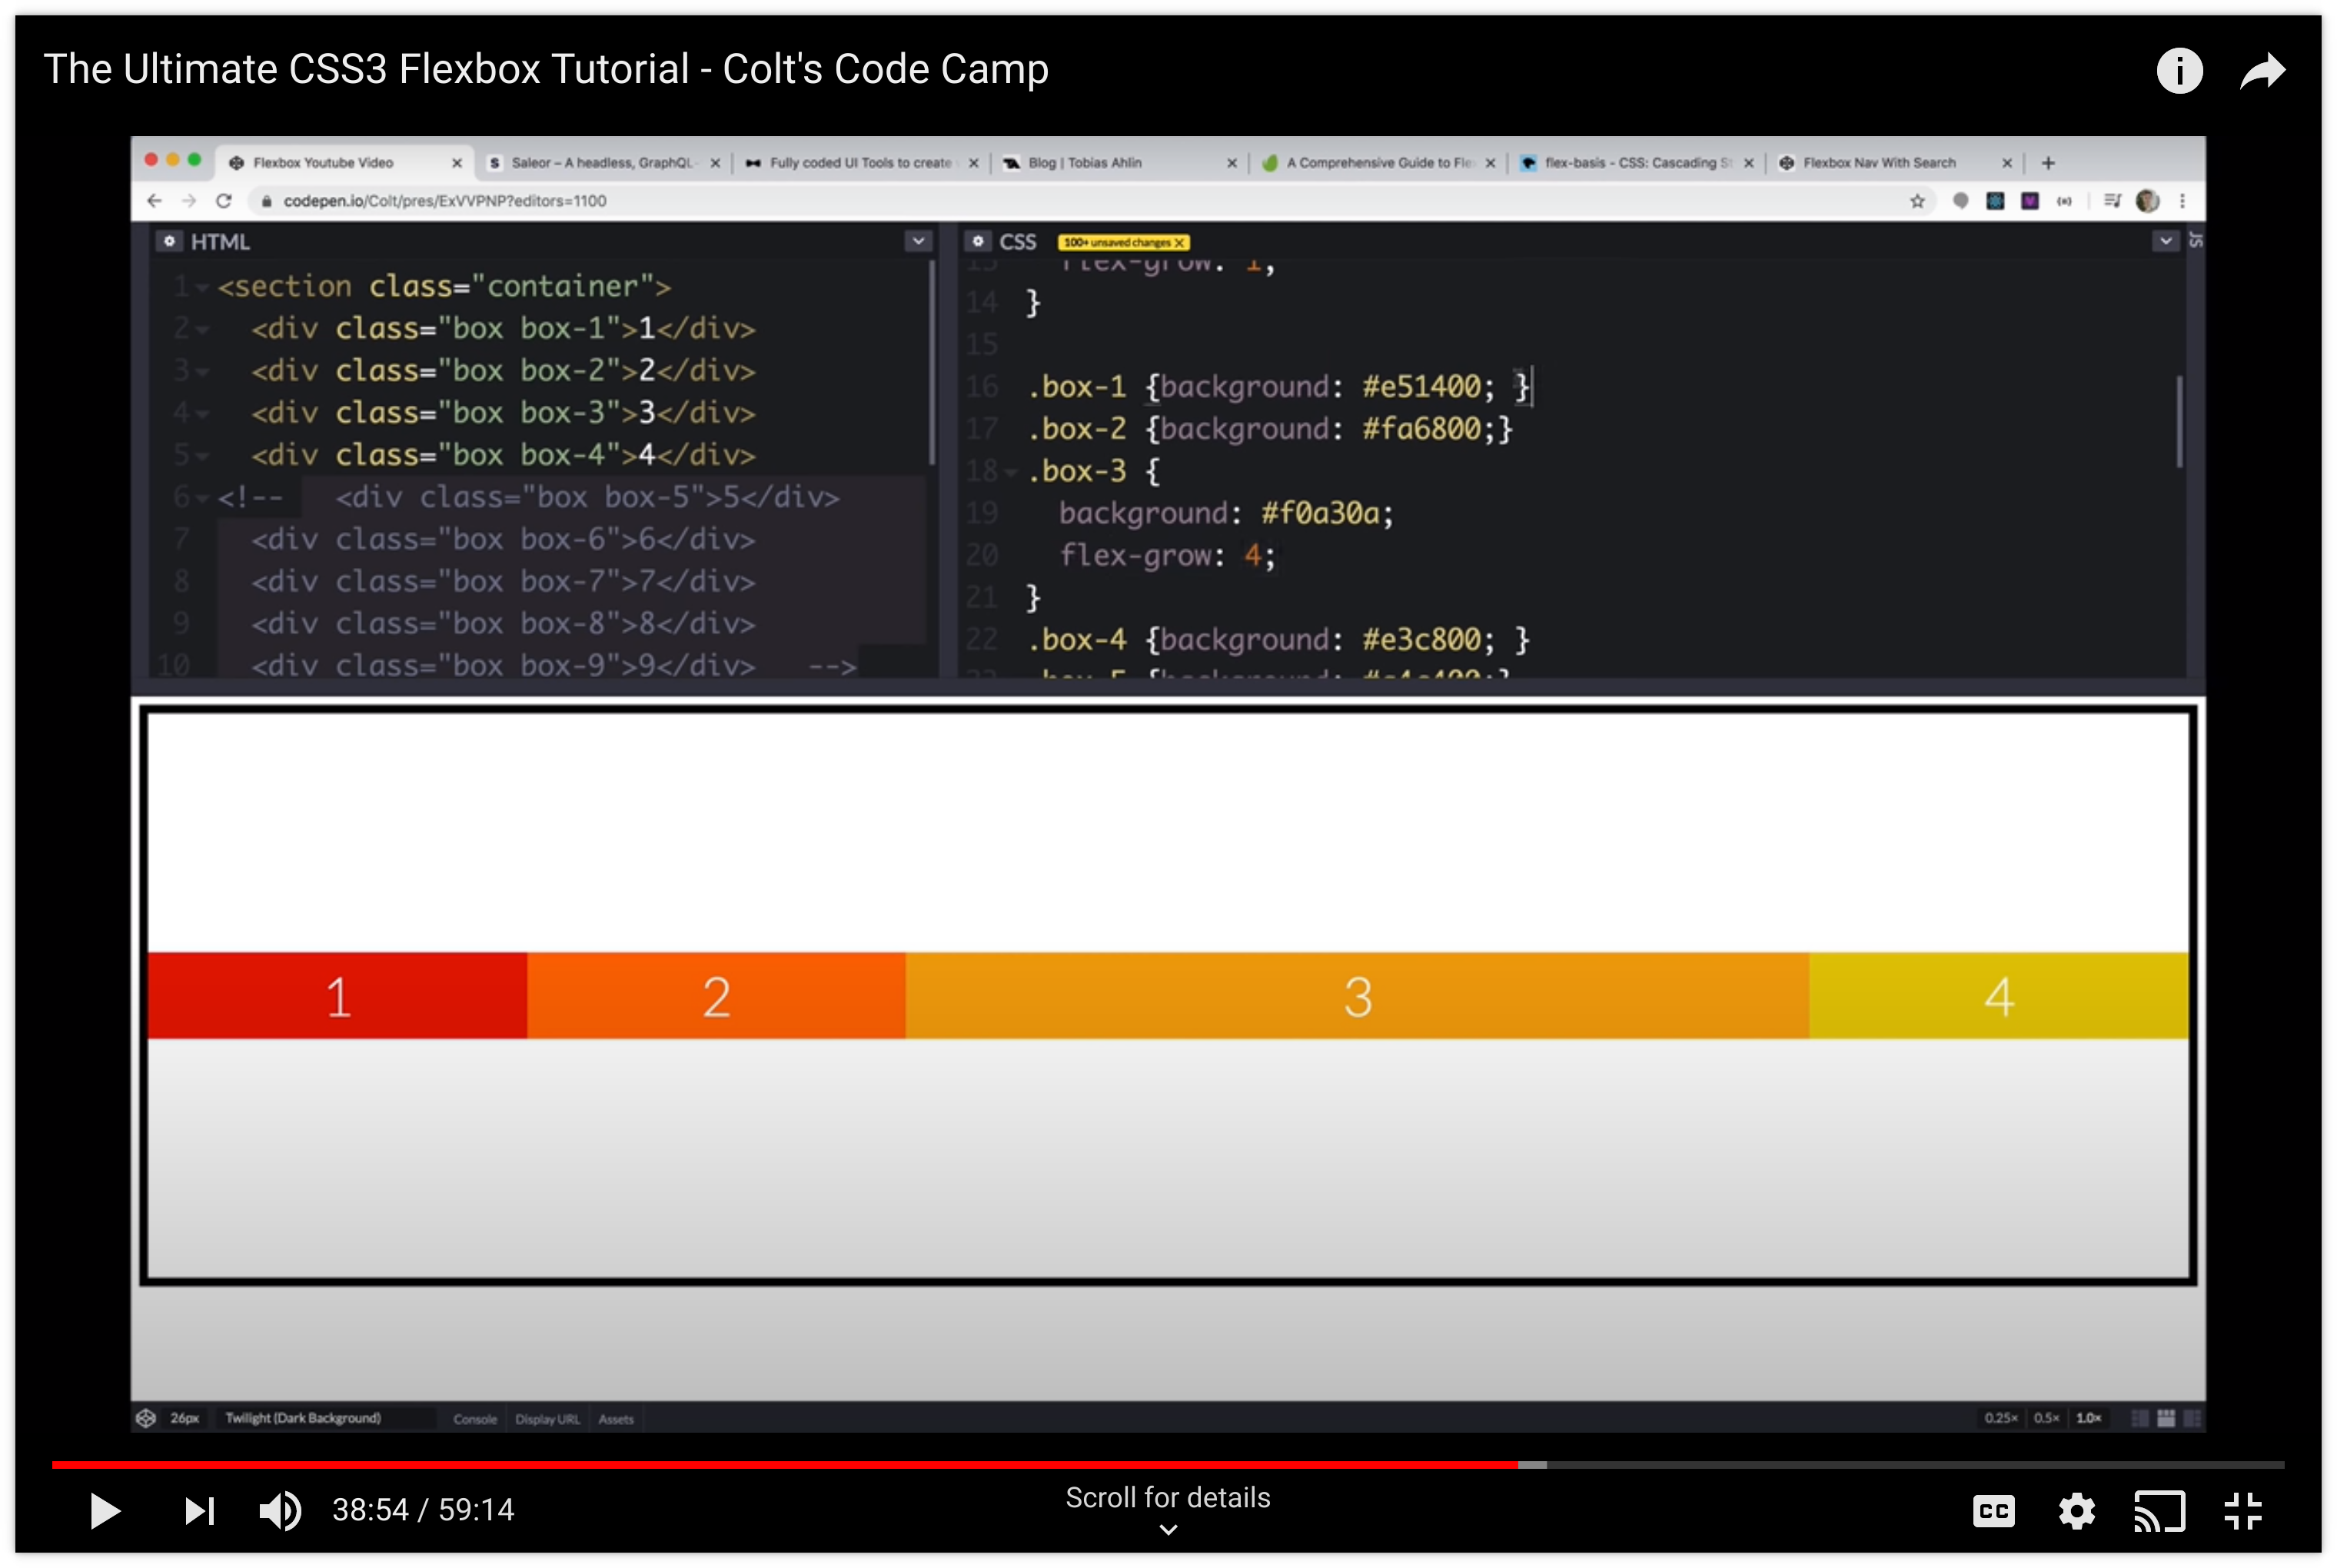 The Ultimate CSS3 Flexbox Tutorial - Colt's Code Camp
Flexbox Youtube Video
Saleor – A headless, GraphQL-
Fully coded UI Tools to create
Blog | Tobias Ahlin
A Comprehensive Guide to Fle
flex-basis - CSS: Cascading St
Flexbox Nav With Search
codepen.io/Colt/pres/ExVVPNP?editors=1100
HTML
1 <section class="container">
2 <div class="box box-1">1</div>
3 <div class="box box-2">2</div>
4 <div class="box box-3">3</div>
5 <div class="box box-4">4</div>
6 <!-- <div class="box box-5">5</div>
7 <div class="box box-6">6</div>
8 <div class="box box-7">7</div>
9 <div class="box box-8">8</div>
10 <div class="box box-9">9</div> -->
CSS
100+ unsaved changes X
JS
13 flex-grow: 1;
14 }
15
16 .box-1 {background: #e51400; }
17 .box-2 {background: #fa6800;}
18 .box-3 {
19 background: #f0a30a;
20 flex-grow: 4;
21 }
22 .box-4 {background: #e3c800; }
1
2
3
4
26px
Twilight (Dark Background)
Console
Display URL
Assets
0.25×
0.5×
1.0×
38:54 / 59:14
Scroll for details
CC